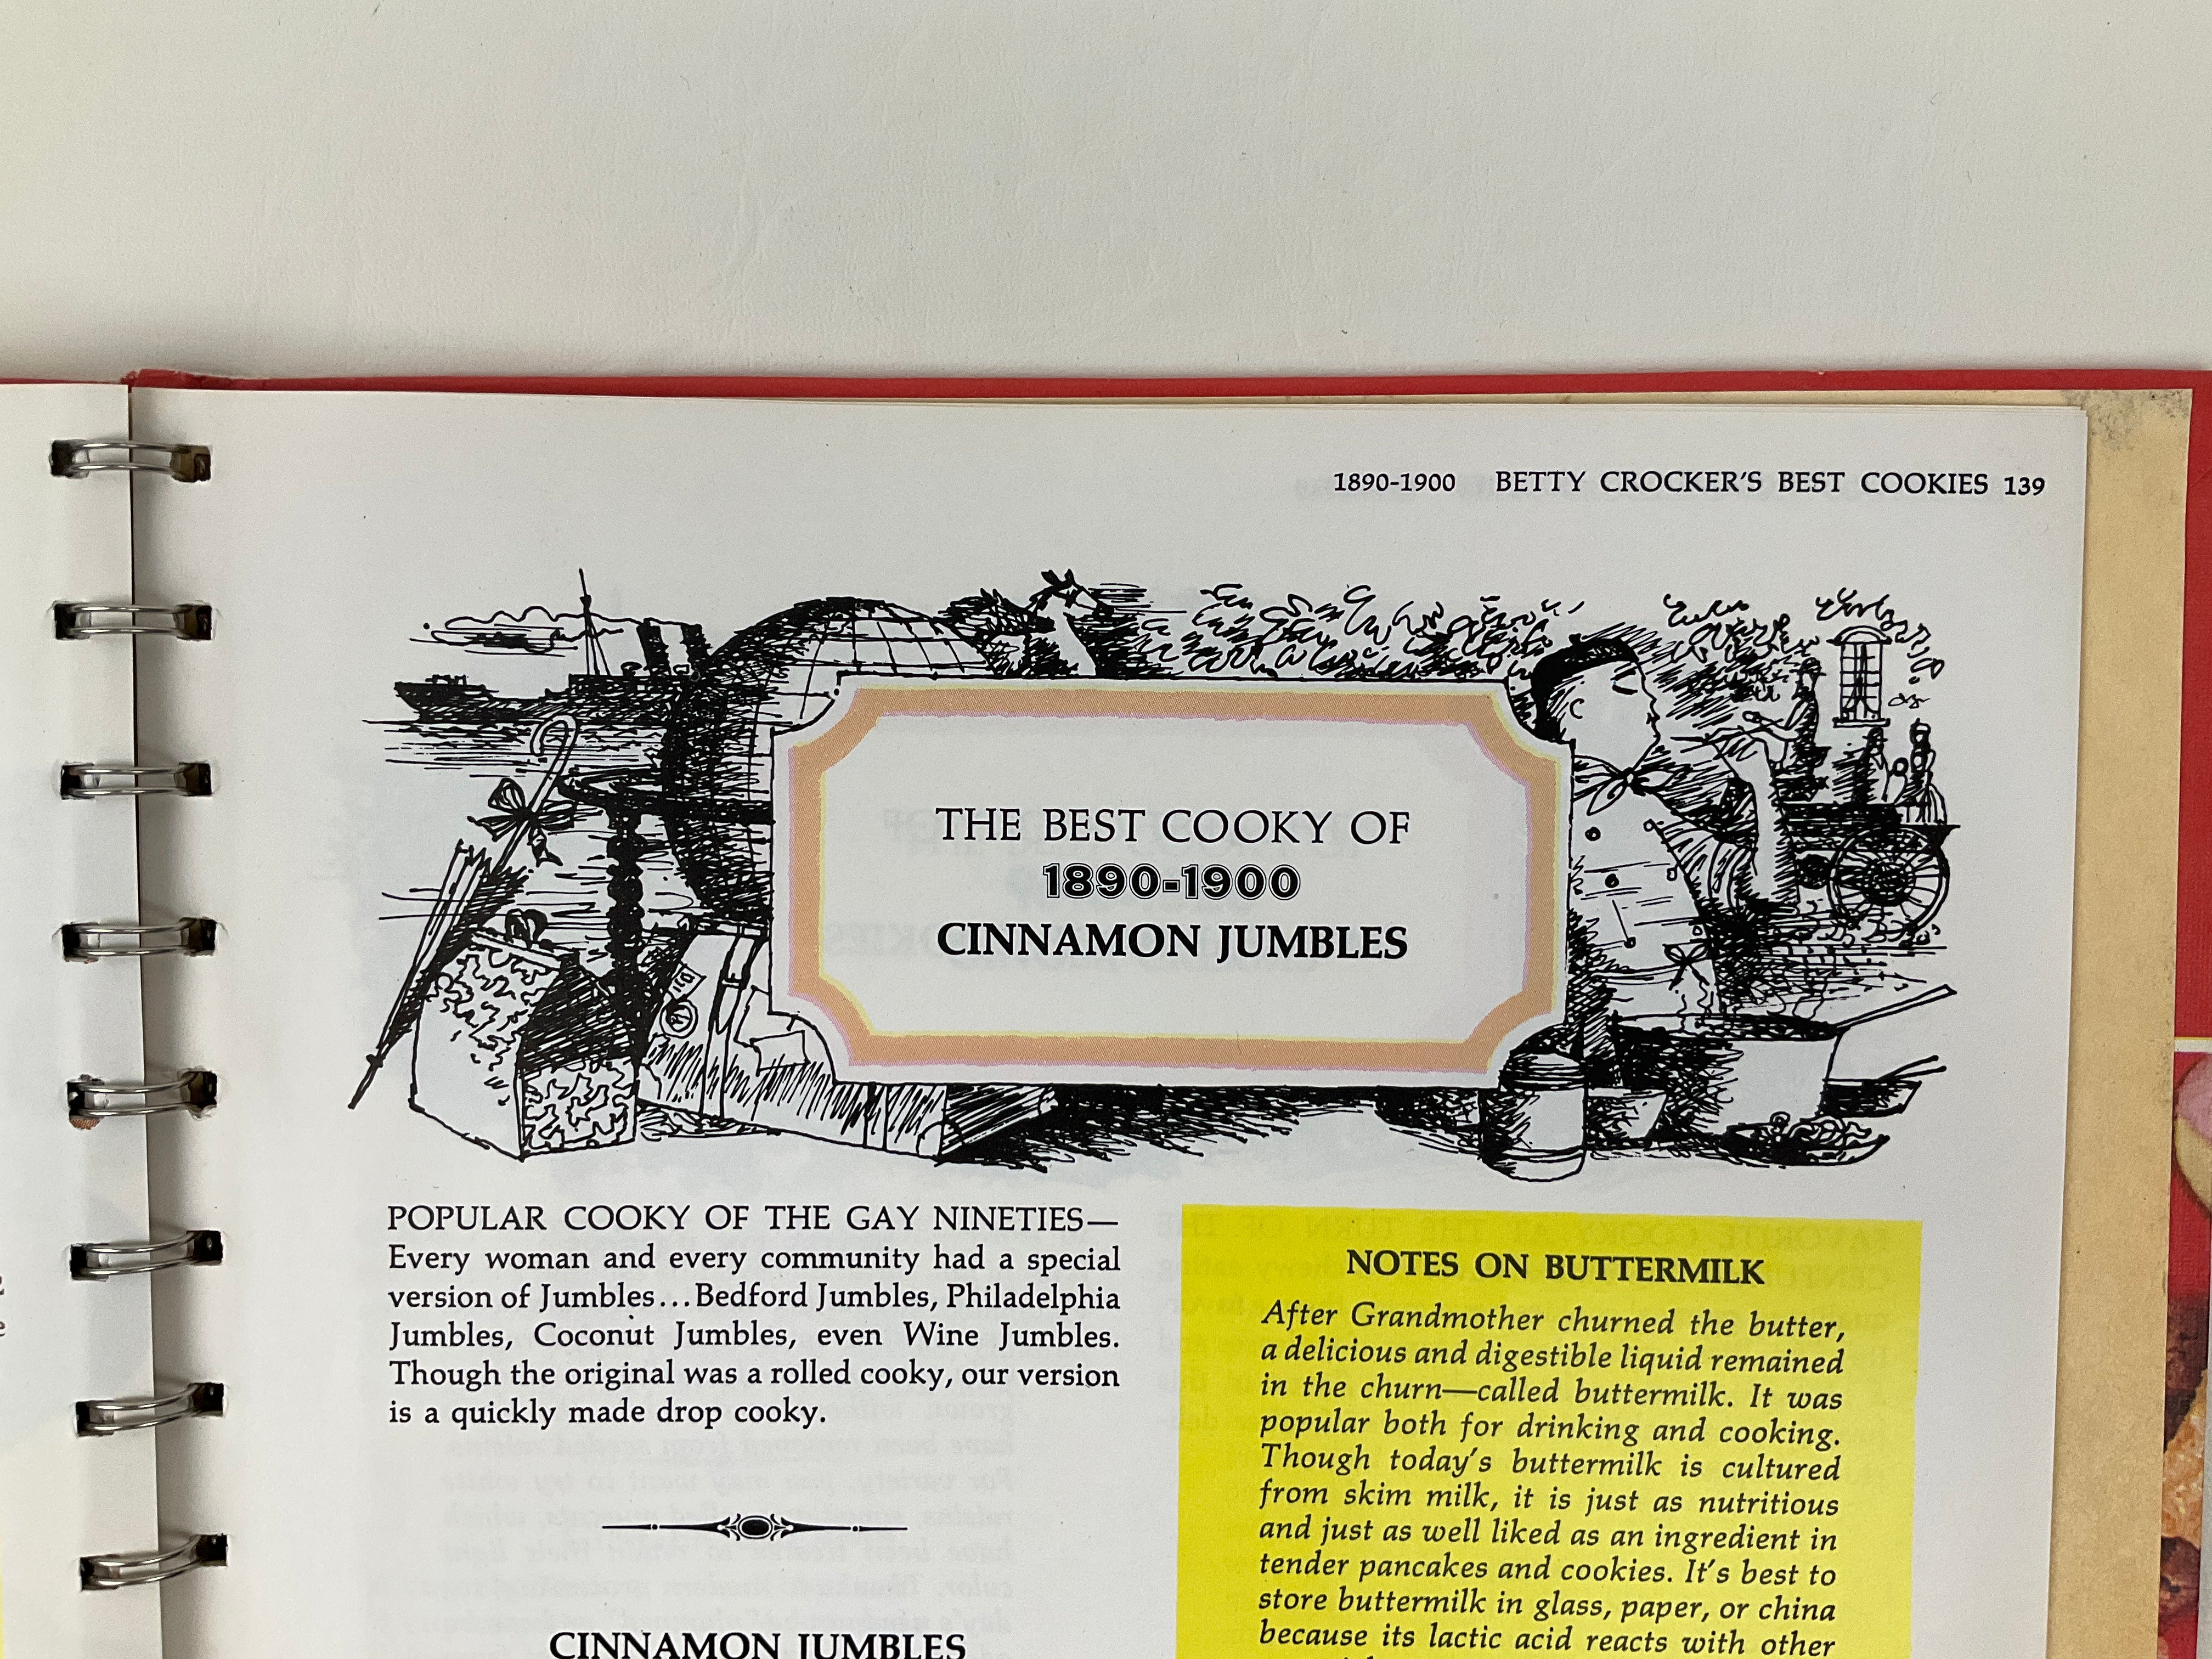 1890-1900 BETTY CROCKER'S BEST COOKIES 139
THE BEST COOKY OF
1890-1900
CINNAMON JUMBLES
POPULAR COOKY OF THE GAY NINETIES—
Every woman and every community had a special
version of Jumbles...Bedford Jumbles, Philadelphia
Jumbles, Coconut Jumbles, even Wine Jumbles.
Though the original was a rolled cooky, our version
is a quickly made drop cooky.
CINNAMON JUMBLES
NOTES ON BUTTERMILK
After Grandmother churned the butter,
a delicious and digestible liquid remained
in the churn—called buttermilk. It was
popular both for drinking and cooking.
Though today's buttermilk is cultured
from skim milk, it is just as nutritious
and just as well liked as an ingredient in
tender pancakes and cookies. It's best to
store buttermilk in glass, paper, or china
because its lactic acid reacts with other